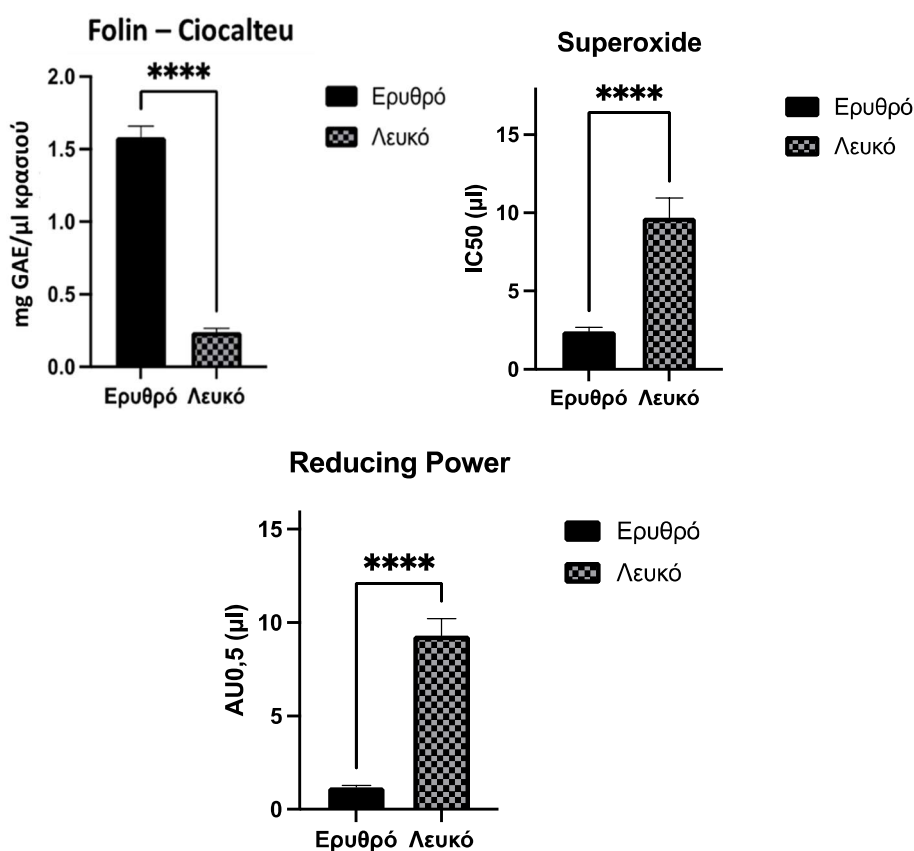 Folin – Ciocalteu
****
mg GAE/μl κρασιού
2.0
1.5
1.0
0.5
0.0
Ερυθρό Λευκό
Ερυθρό
Λευκό
Superoxide
****
IC50 (μl)
15
10
5
0
Ερυθρό Λευκό
Ερυθρό
Λευκό
Reducing Power
****
AU0,5 (μl)
15
10
5
0
Ερυθρό Λευκό
Ερυθρό
Λευκό